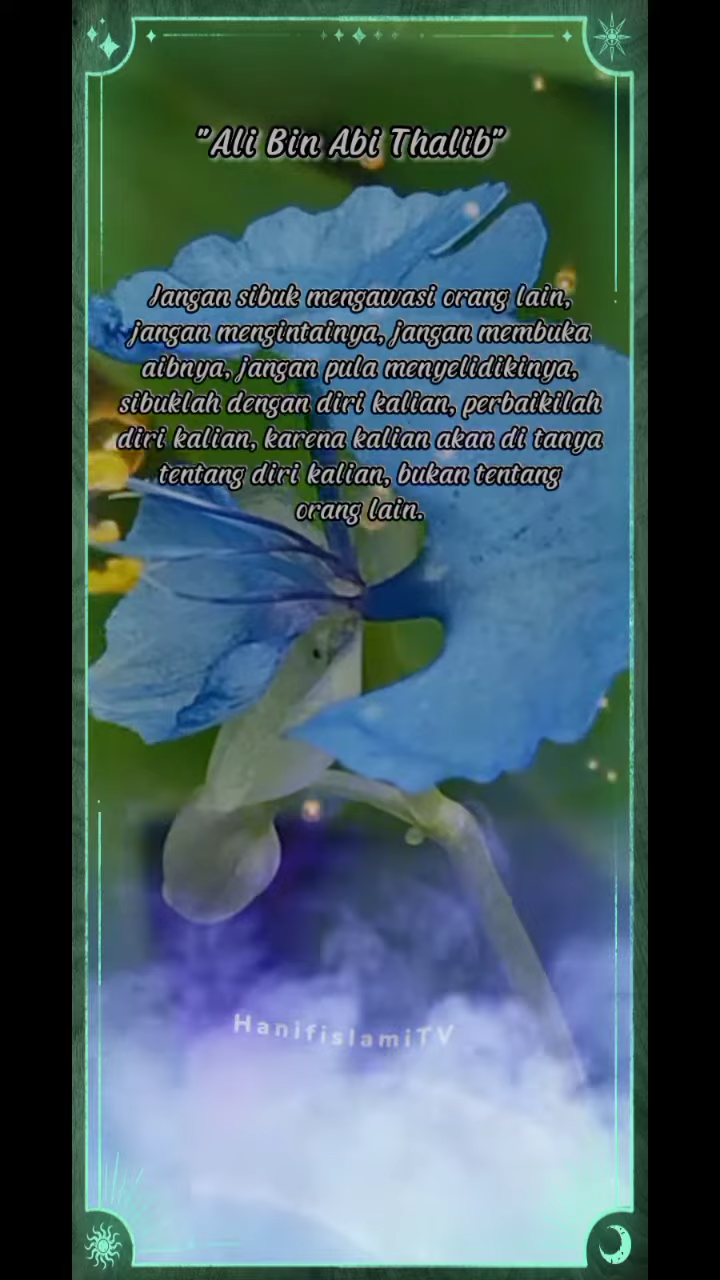 "Ali Bin Abi Thalib"
Jangan sibuk mengawasi orang lain,
jangan mengintainya, jangan membuka
aibnya, jangan pula menyelidikinya,
sibuklah dengan diri kalian, perbaikilah
diri kalian, karena kalian akan di tanya
tentang diri kalian, bukan tentang
orang lain.
HanifislamiTV